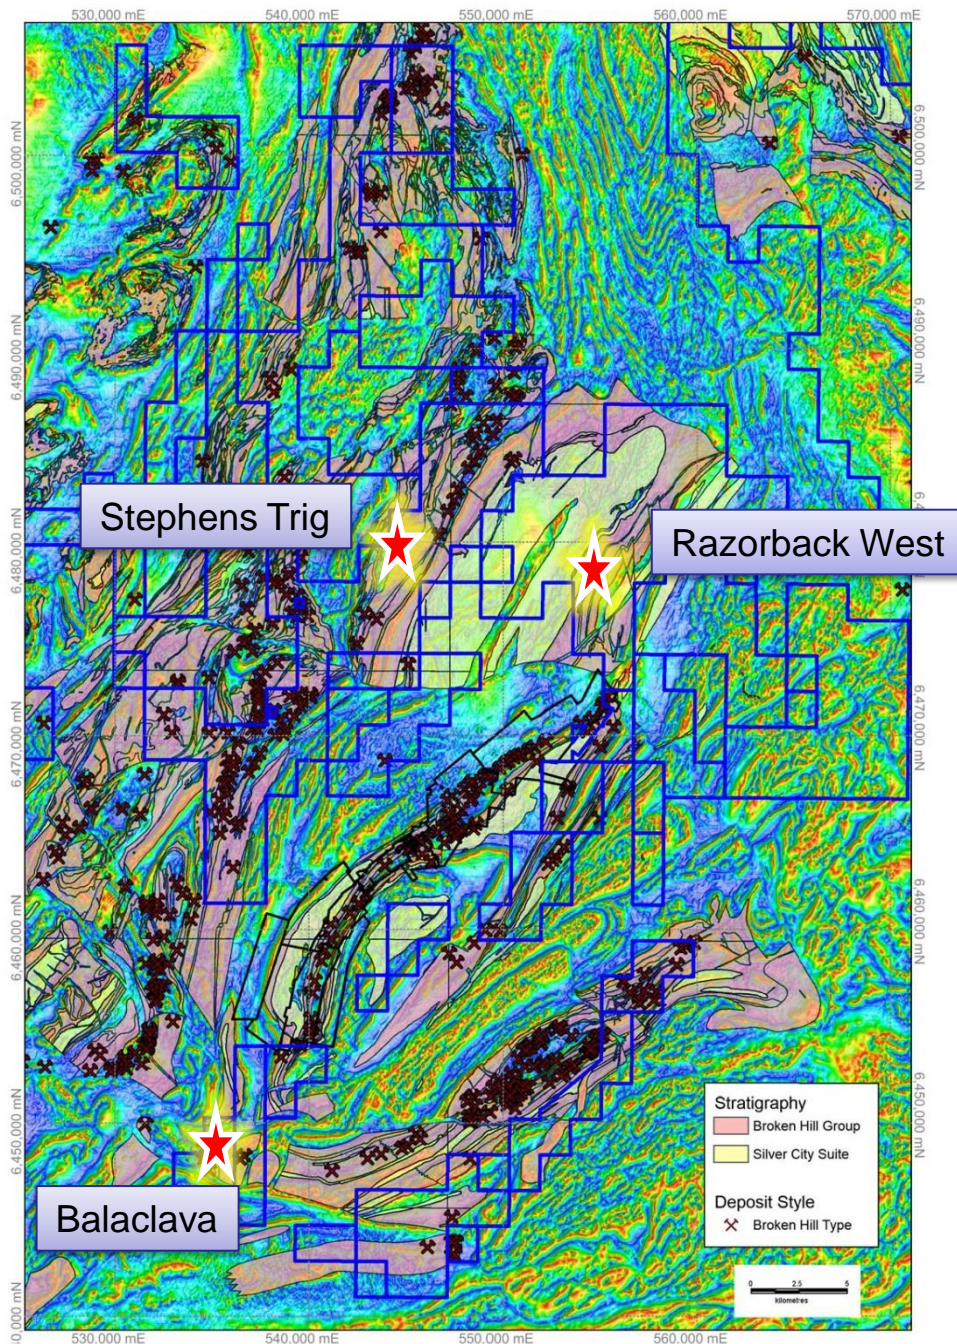 530,000 mE
540,000 mE
550,000 mE
560,000 mE
570,000 mE
6,500,000 mN
6,500,000 mN
6,490,000 mN
6,490,000 mN
Stephens Trig
Razorback West
6,480,000 mN
6,470,000 mN
6,470,000 mN
6,460,000 mN
6,460,000 mN
6,450,000 mN
6,450,000 mN
Balaclava
Stratigraphy
Broken Hill Group
Silver City Suite
Deposit Style
Broken Hill Type
0 2.5 5
kilometres
530,000 mE
540,000 mE
550,000 mE
560,000 mE